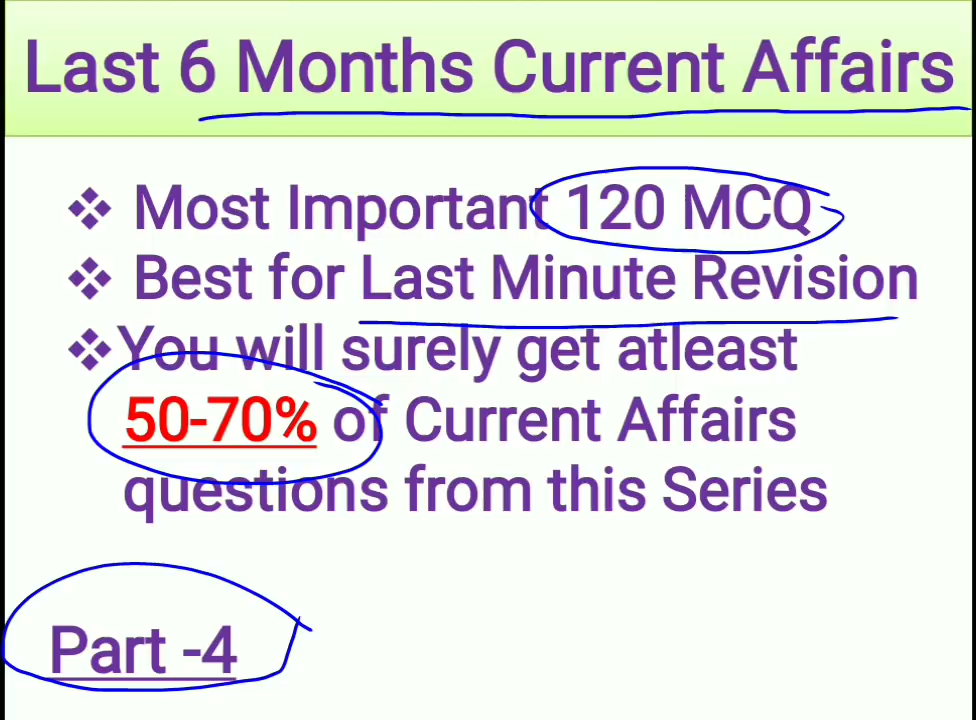 Last 6 Months Current Affairs
❖ Most Important 120 MCQ
❖ Best for Last Minute Revision
❖ You will surely get atleast
50-70% of Current Affairs
questions from this Series
Part -4